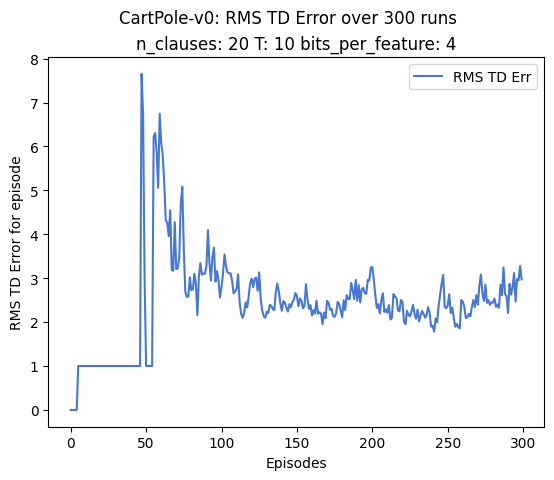 CartPole-v0: RMS TD Error over 300 runs
n_clauses: 20 T: 10 bits_per_feature: 4
RMS TD Err
RMS TD Error for episode
8
7
6
5
4
3
2
1
0
0 50 100 150 200 250 300
Episodes